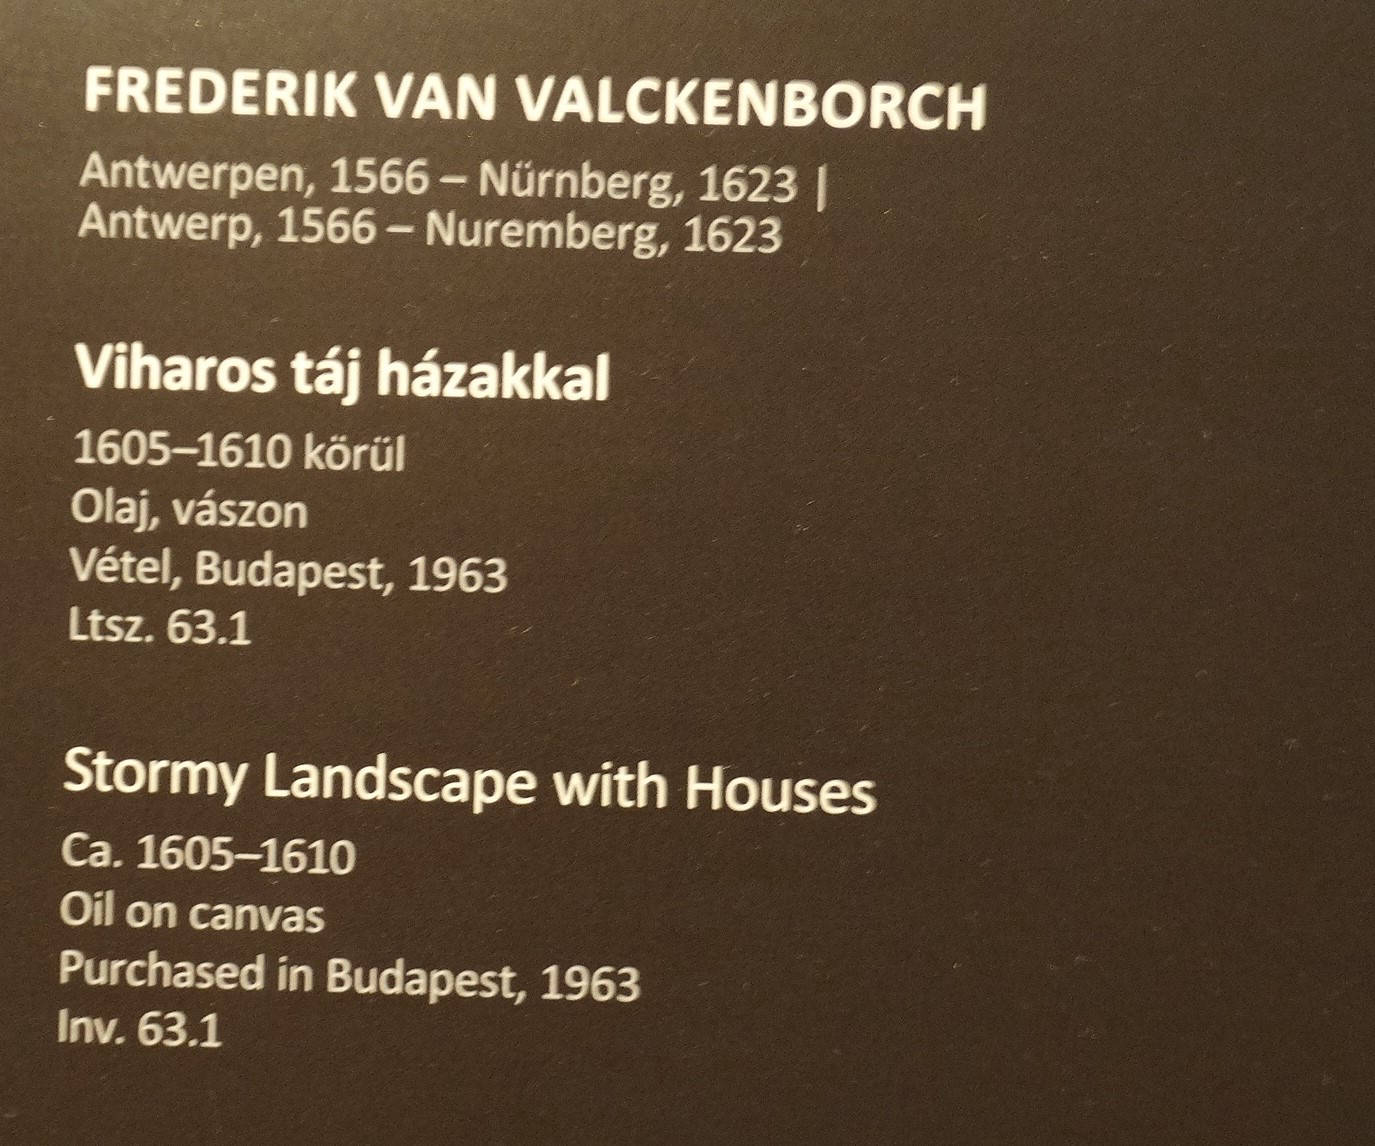 FREDERIK VAN VALCKENBORCH
Antwerpen, 1566 – Nürnberg, 1623 |
Antwerp, 1566 – Nuremberg, 1623
Viharos táj házakkal
1605–1610 körül
Olaj, vászon
Vétel, Budapest, 1963
Ltsz. 63.1
Stormy Landscape with Houses
Ca. 1605–1610
Oil on canvas
Purchased in Budapest, 1963
Inv. 63.1